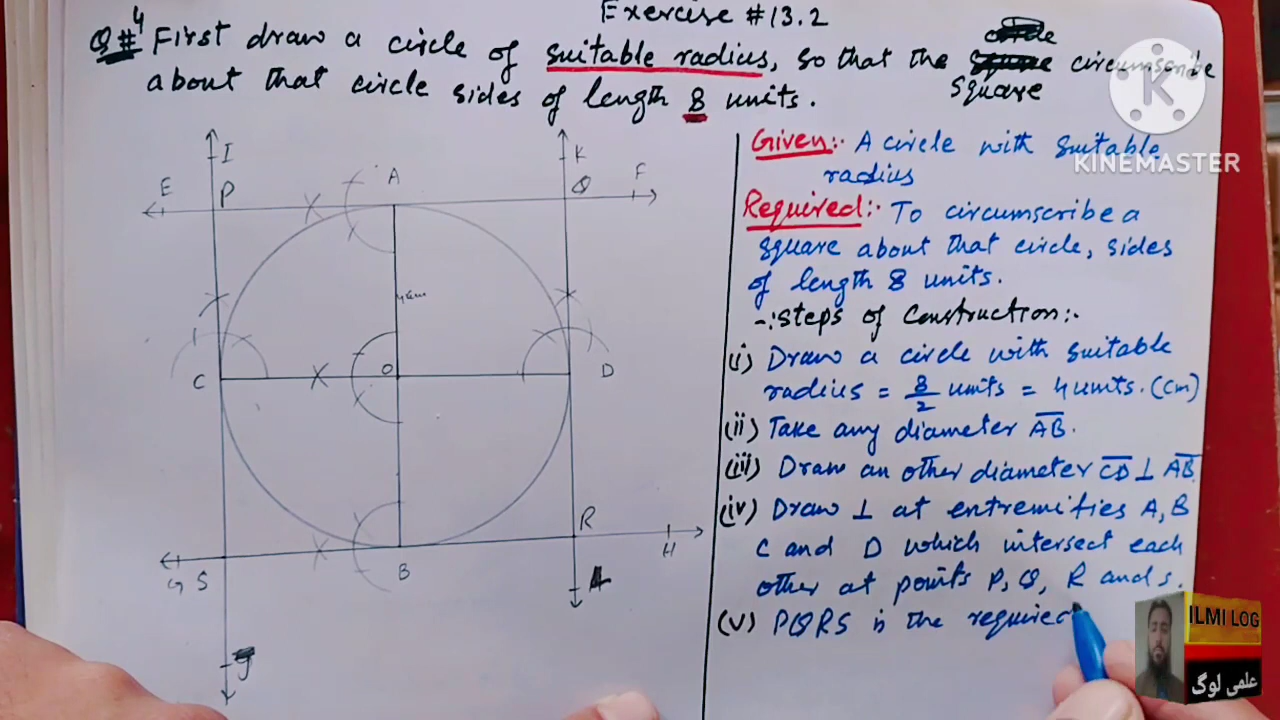 Exercise #13.2
Q#4 First draw a circle of suitable radius, so that the circumscribe
square
about that circle sides of length 8 units.
KINEMASTER
K
I
E
P
A
K
Q
F
4cm
C
O
D
G
S
B
R
H
L
J
Given:- A circle with suitable
radius
Required:- To circumscribe a
square about that circle, sides
of length 8 units.
-:Steps of Construction:-
(i) Draw a circle with suitable
radius = 8/2 units = 4 units. (cm)
(ii) Take any diameter A̅B̅.
(iii) Draw an other diameter C̅D̅ ⊥ A̅B̅
(iv) Draw ⊥ at entremities A, B
C and D which intersect each
other at points P, Q, R and S.
(v) PQRS is the required
ILMI LOG
علمی لوگ